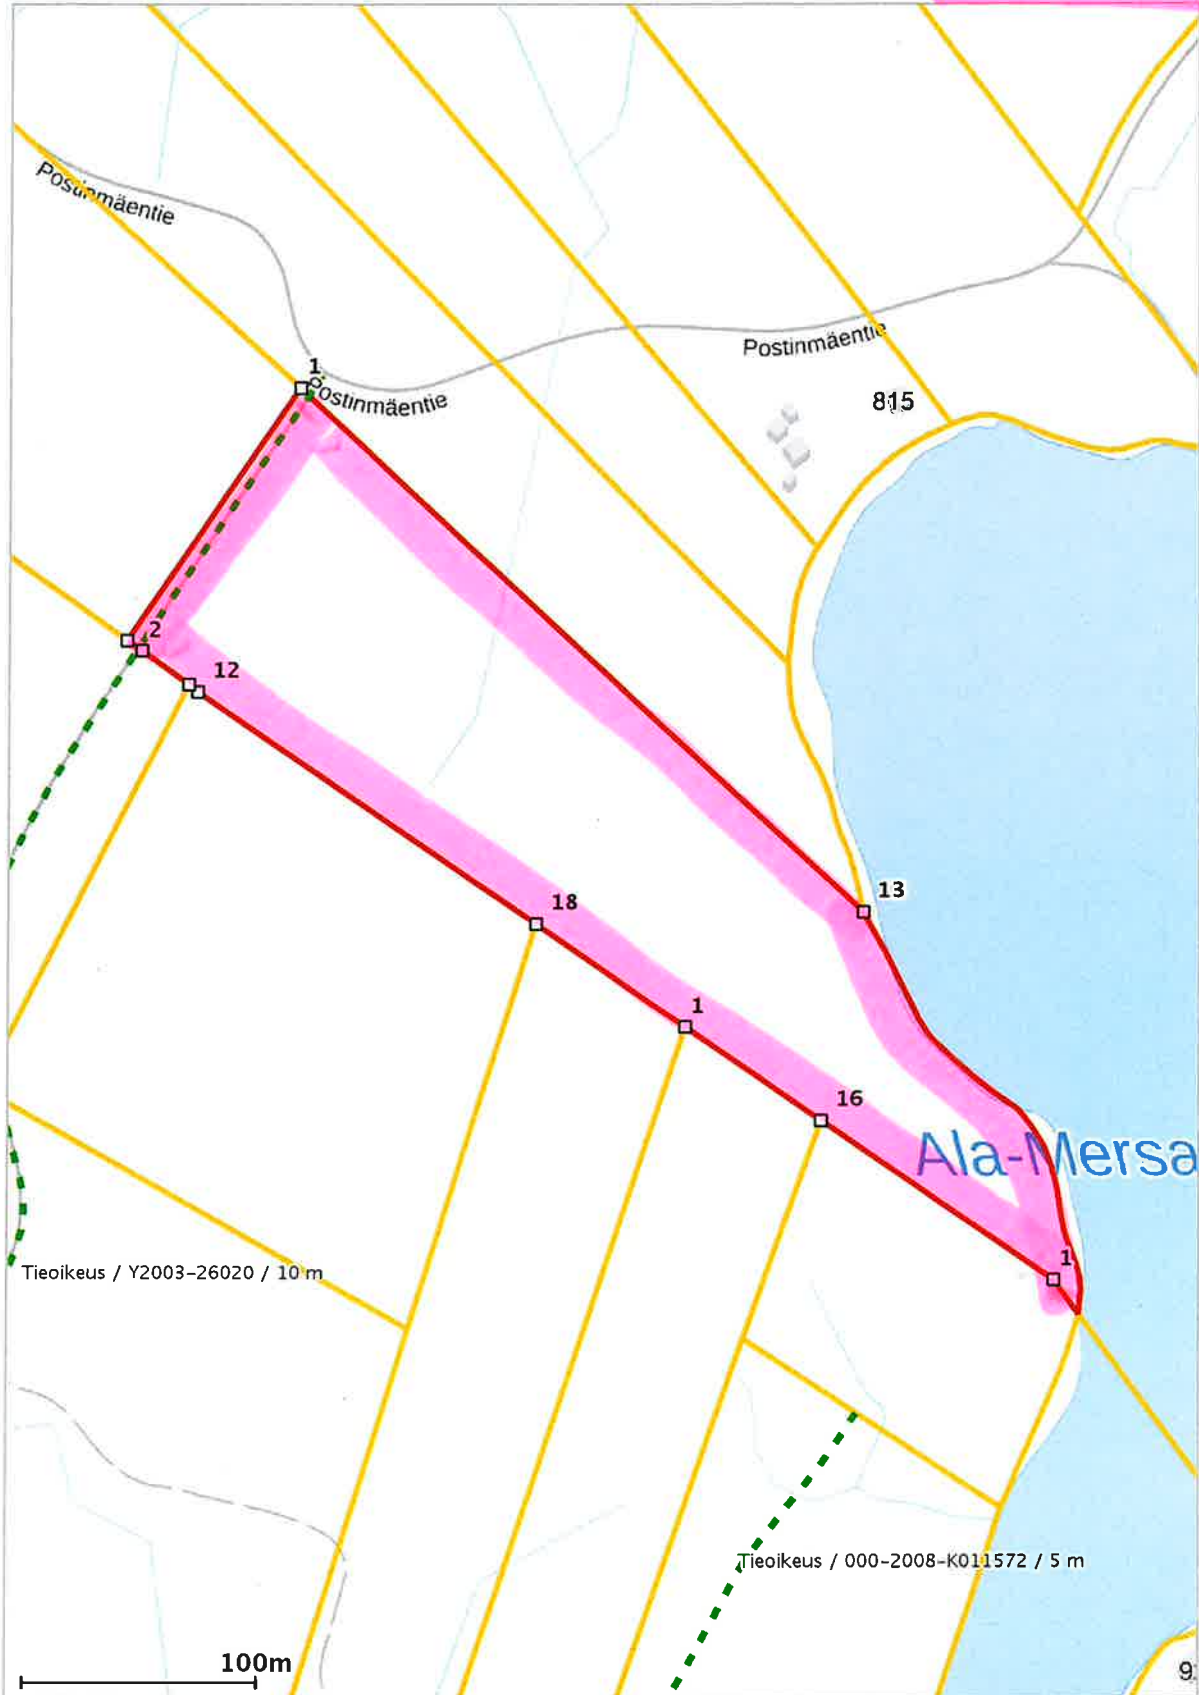 Postinmäentie
Postinmäentie
815
1
Postinmäentie
2
12
13
18
1
16
Ala-Mersa
1
Tieoikeus / Y2003-26020 / 10 m
Tieoikeus / 000-2008-K011572 / 5 m
100m
9